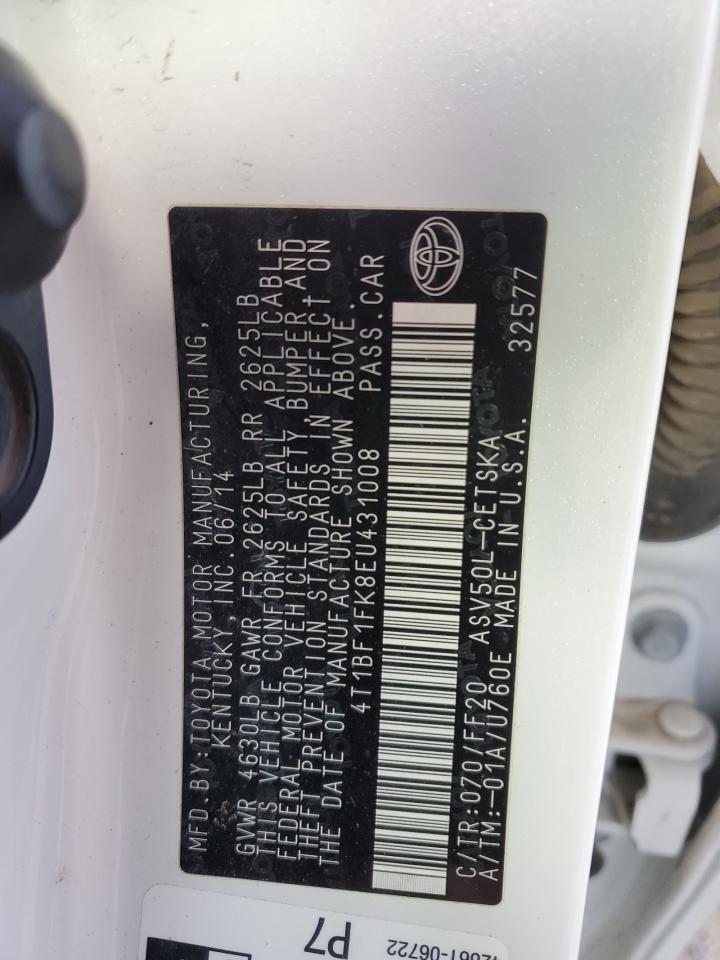 MFD.BY:TOYOTA MOTOR MANUFACTURING,
KENTUCKY, INC. 06/14
GVWR 4630LB GAWR FR 2625LB RR 2625LB
THIS VEHICLE CONFORMS TO ALL APPLICABLE
FEDERAL MOTOR VEHICLE SAFETY, BUMPER, AND
THEFT PREVENTION STANDARDS IN EFFECT ON
THE DATE OF MANUFACTURE SHOWN ABOVE.
4T1BF1FK8EU431008 PASS.CAR
C/TR:070/FF20 ASV50L-CETSKA
A/TM:-01A/U760E MADE IN U.S.A. 32577
P7